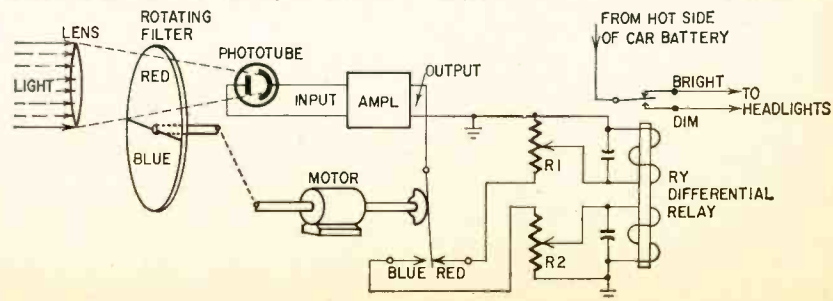 ROTATING
FILTER
LENS
RED
LIGHT
BLUE
PHOTOTUBE
INPUT
AMPL
OUTPUT
MOTOR
BLUE RED
FROM HOT SIDE
OF CAR BATTERY
BRIGHT
DIM
TO
HEADLIGHTS
R1
R2
RY
DIFFERENTIAL
RELAY